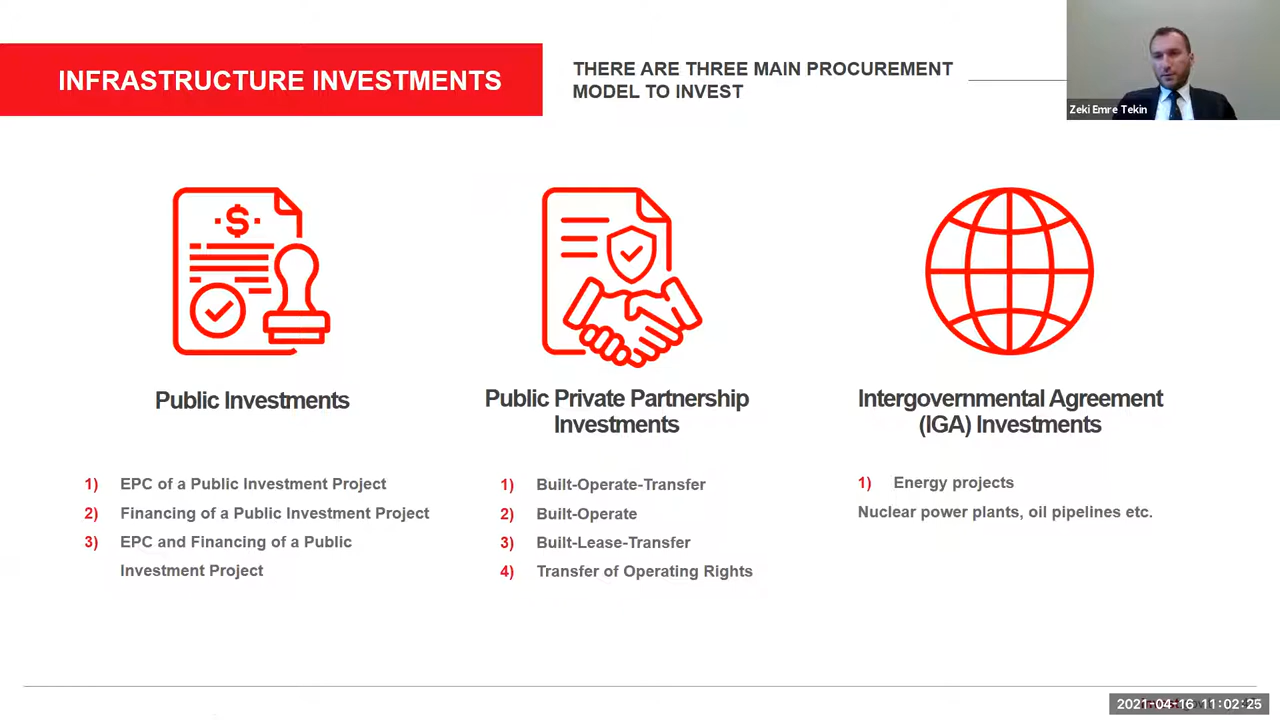 INFRASTRUCTURE INVESTMENTS
THERE ARE THREE MAIN PROCUREMENT
MODEL TO INVEST
Zeki Emre Tekin
Public Investments
1) EPC of a Public Investment Project
2) Financing of a Public Investment Project
3) EPC and Financing of a Public
Investment Project
Public Private Partnership
Investments
1) Built-Operate-Transfer
2) Built-Operate
3) Built-Lease-Transfer
4) Transfer of Operating Rights
Intergovernmental Agreement
(IGA) Investments
1) Energy projects
Nuclear power plants, oil pipelines etc.
2021-04-16 11:02:25